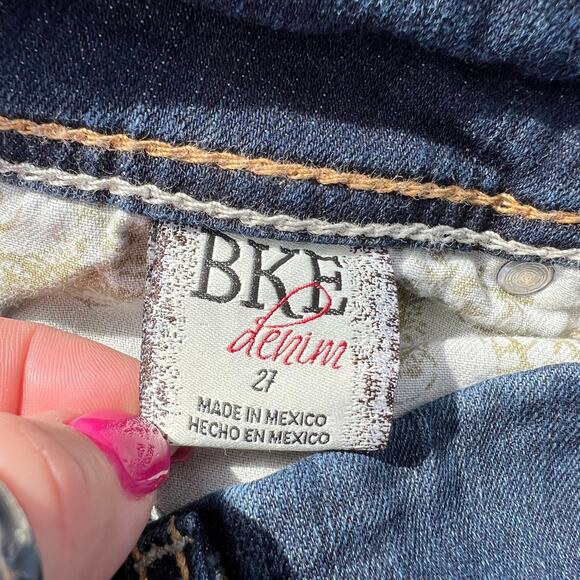 BKE
denim
27
MADE IN MEXICO
HECHO EN MEXICO